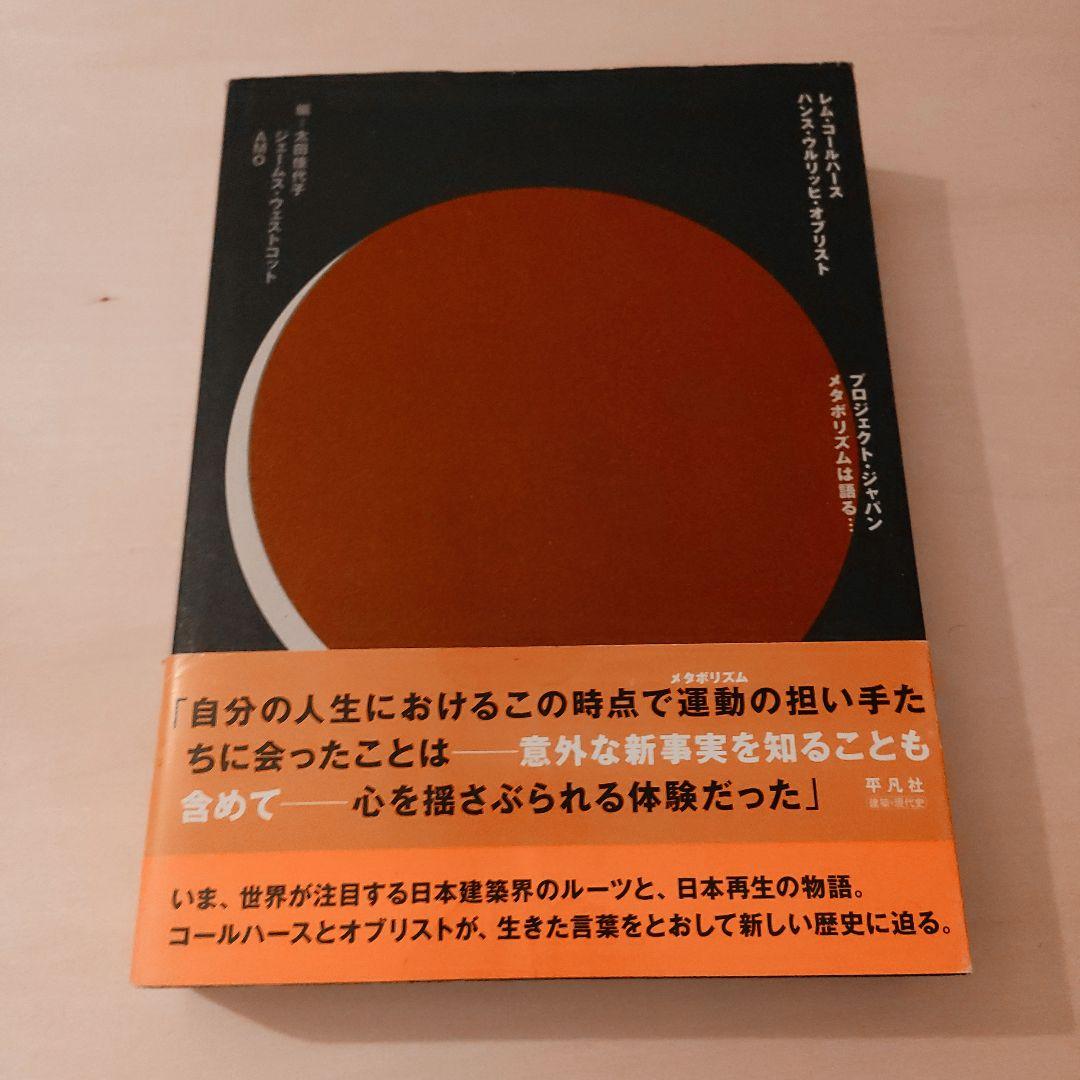 レム・コールハース
ハンス・ウルリッヒ・オブリスト
プロジェクト・ジャパン
メタボリズムは語る…
編―太田佳代子
ジェームス・ウェストコット
AMO
メタボリズム
「自分の人生におけるこの時点で運動の担い手た
ちに会ったことは――意外な新事実を知ることも
含めて――心を揺さぶられる体験だった」
平凡社
建築・現代史
いま、世界が注目する日本建築界のルーツと、日本再生の物語。
コールハースとオブリストが、生きた言葉をとおして新しい歴史に迫る。